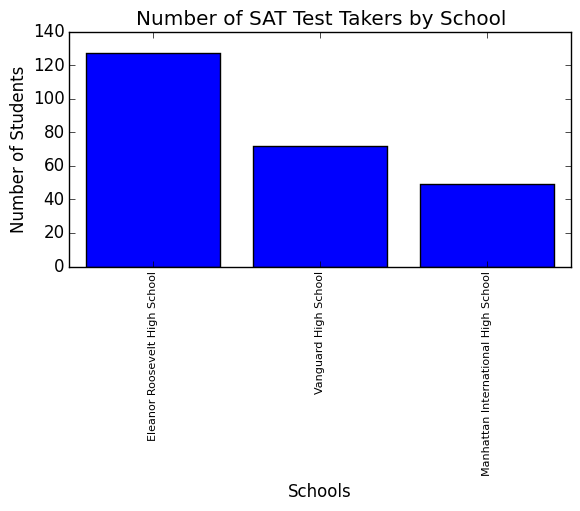 Number of SAT Test Takers by School
Number of Students
140
120
100
80
60
40
20
0
Eleanor Roosevelt High School
Vanguard High School
Manhattan International High School
Schools